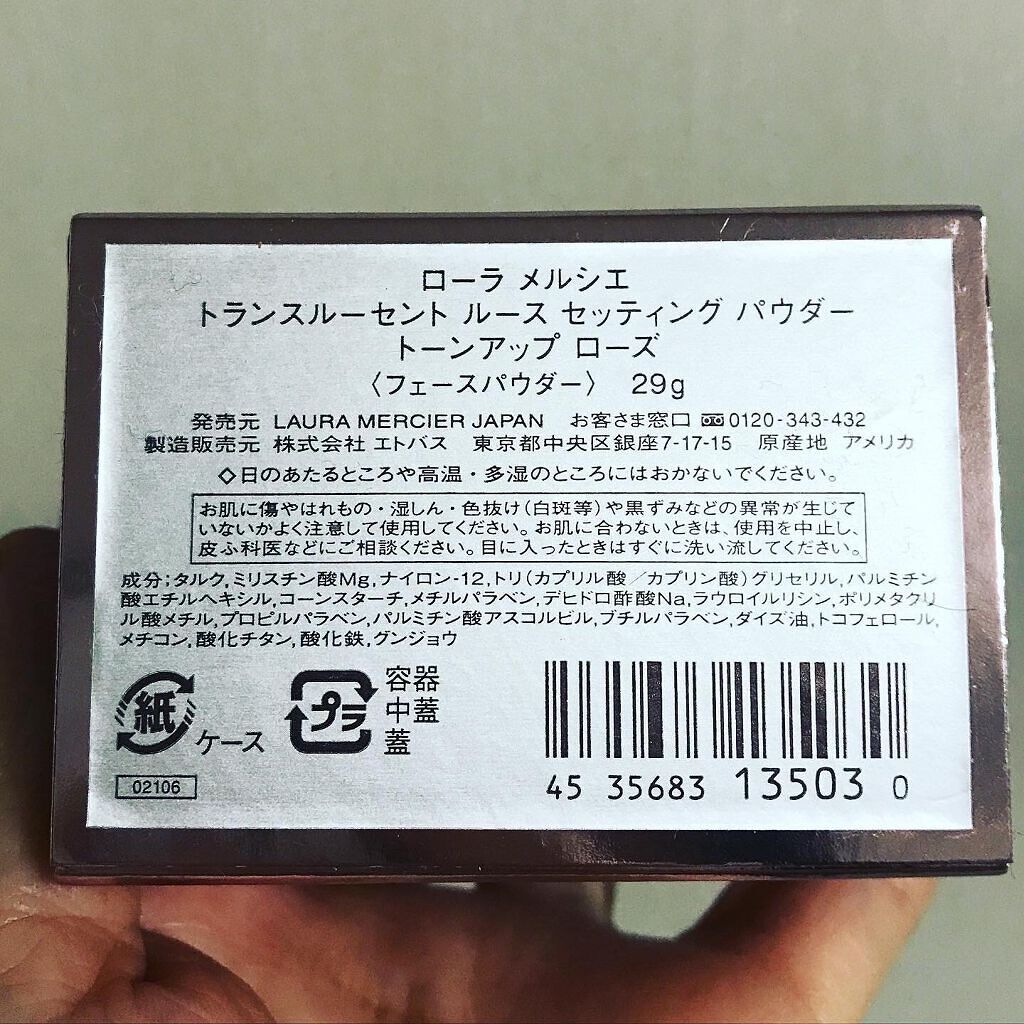 ローラ メルシエ
トランスルーセント ルース セッティング パウダー
トーンアップ ローズ
〈フェースパウダー〉 29g
発売元 LAURA MERCIER JAPAN お客さま窓口 0120-343-432
製造販売元 株式会社 エトバス 東京都中央区銀座7-17-15 原産地 アメリカ
◇日のあたるところや高温・多湿のところにはおかないでください。
お肌に傷やはれもの・湿しん・色抜け(白斑等)や黒ずみなどの異常が生じて
いないかよく注意して使用してください。お肌に合わないときは、使用を中止し、
皮ふ科医などにご相談ください。目に入ったときはすぐに洗い流してください。
成分;タルク,ミリスチン酸Mg,ナイロン-12,トリ(カプリル酸/カプリン酸)グリセリル,パルミチン
酸エチルヘキシル,コーンスターチ,メチルパラベン,デヒドロ酢酸Na,ラウロイルリシン,ポリメタクリ
ル酸メチル,プロピルパラベン,パルミチン酸アスコルビル,ブチルパラベン,ダイズ油,トコフェロール,
メチコン,酸化チタン,酸化鉄,グンジョウ
紙 ケース
プラ 容器
中蓋
蓋
02106
45 35683 13503 0